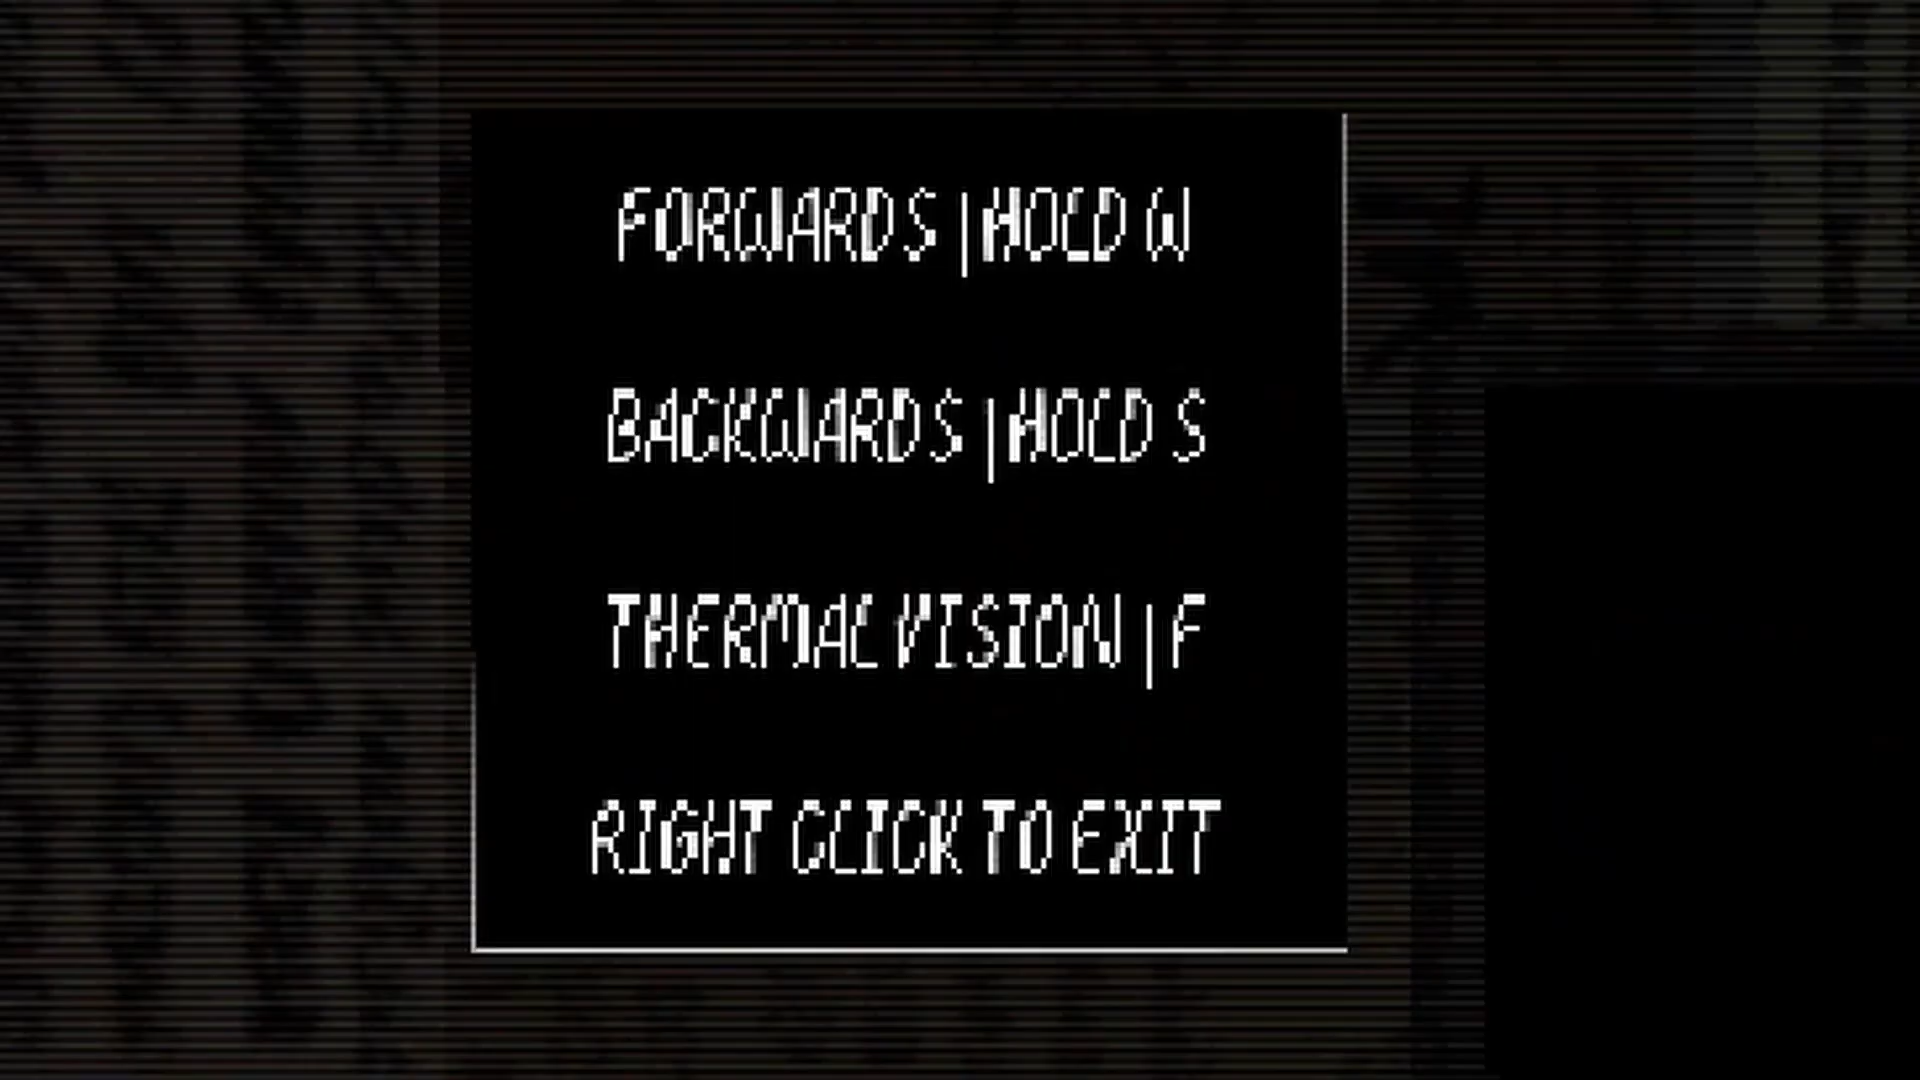 FORWARDS | HOLD W
BACKWARDS | HOLD S
THERMAL VISION | F
RIGHT CLICK TO EXIT